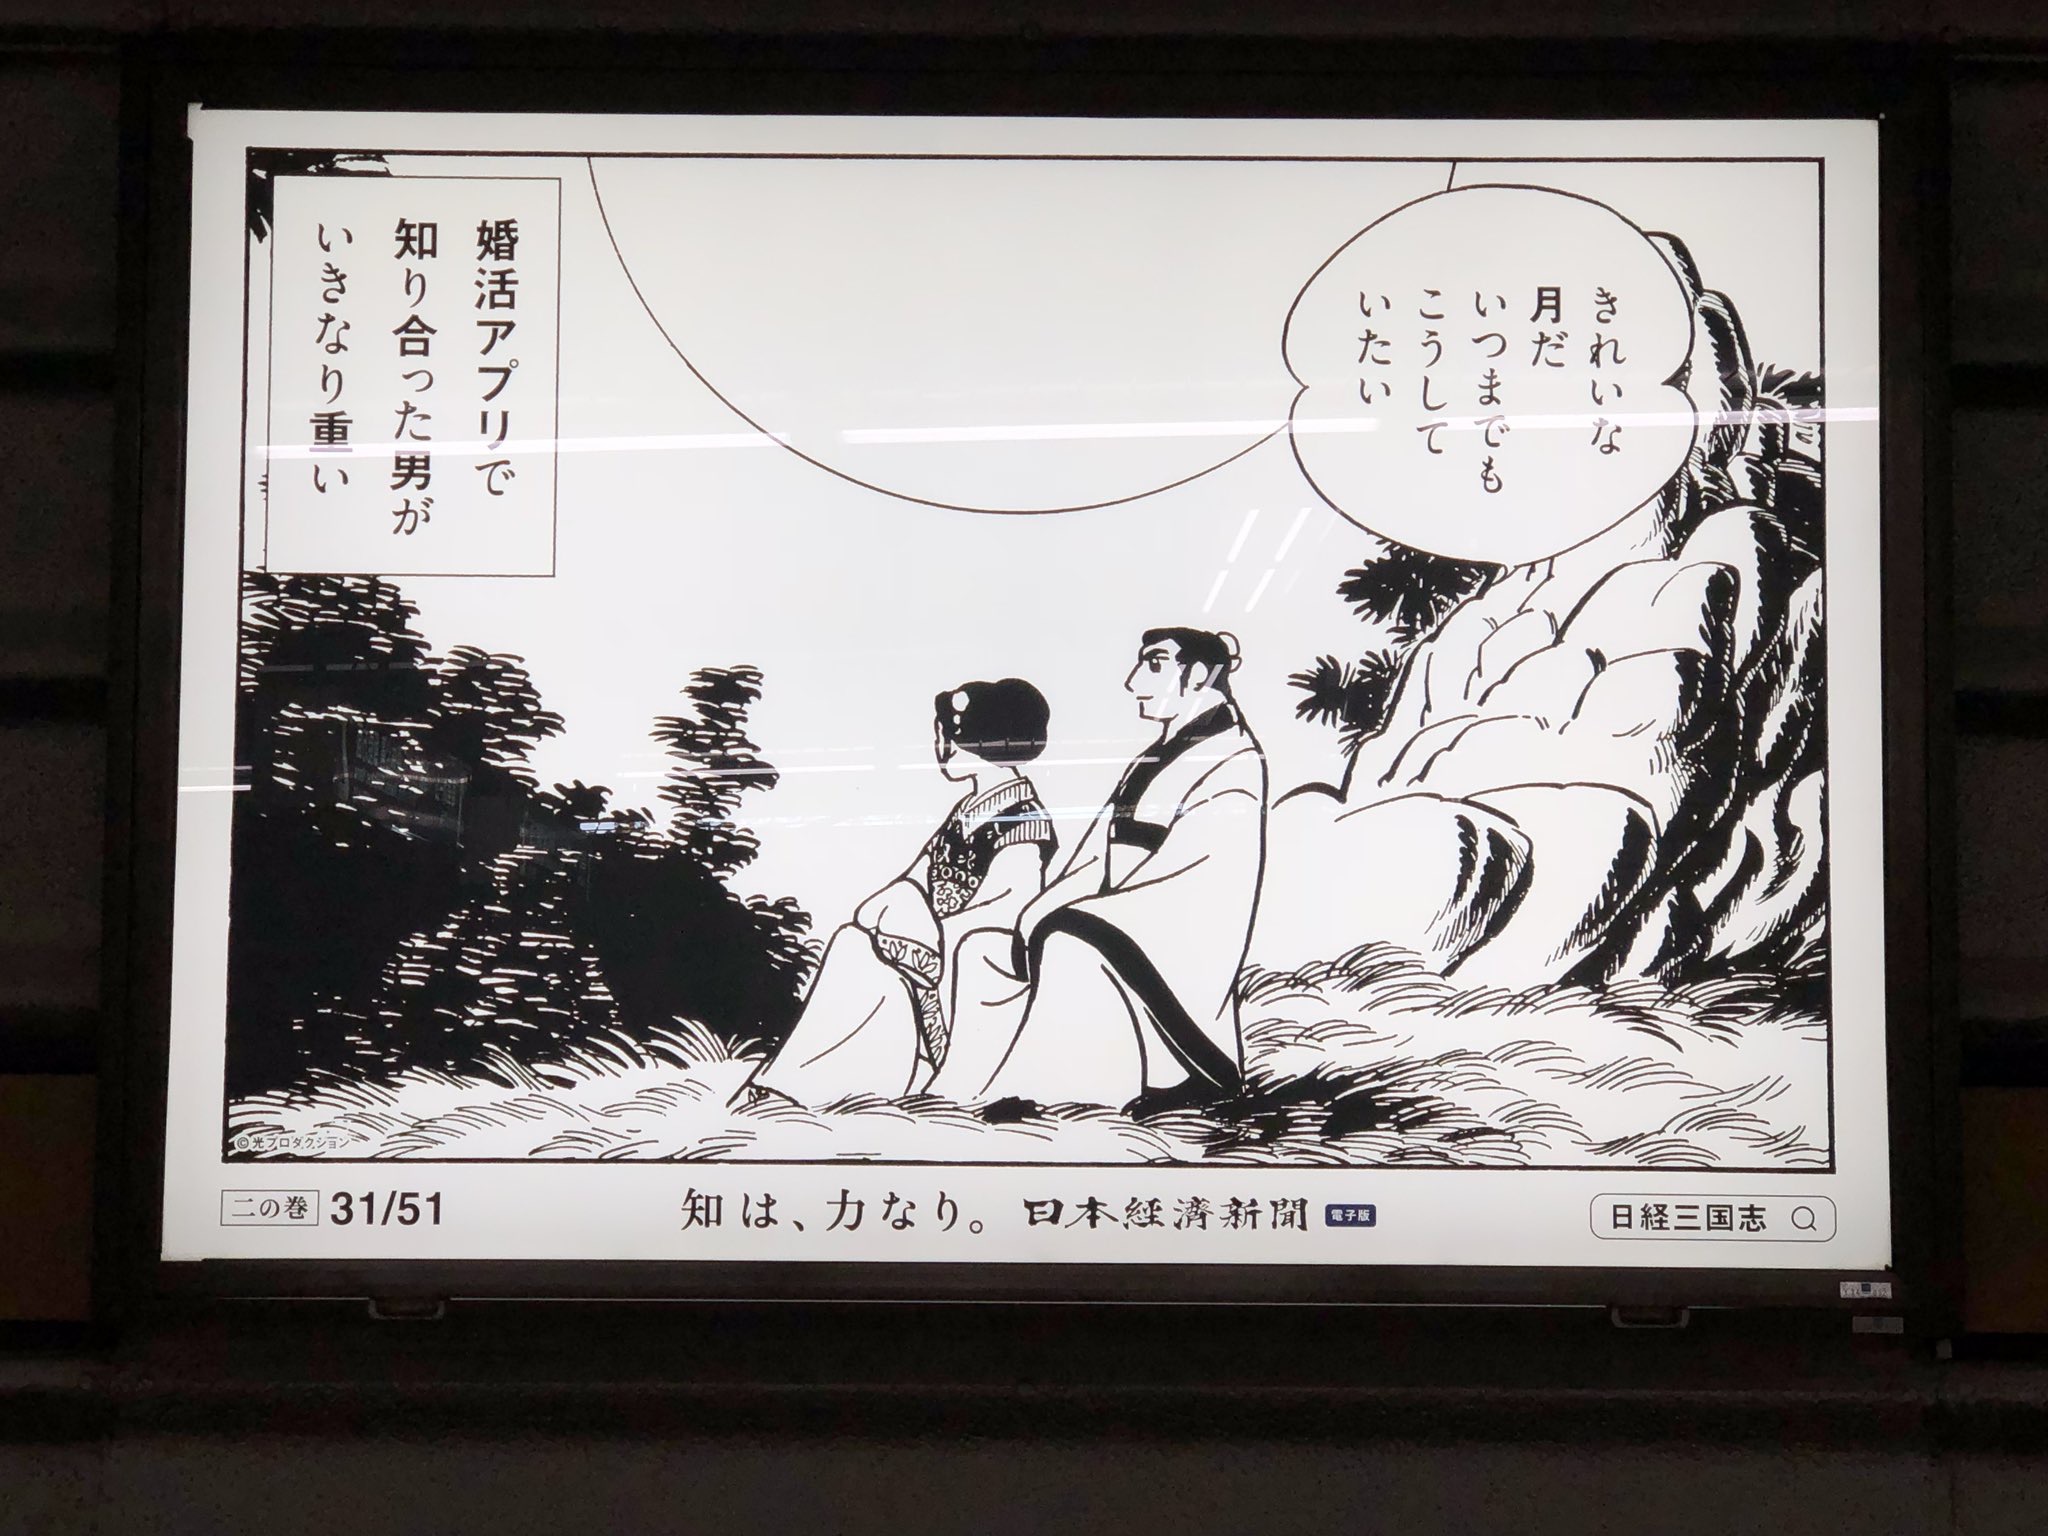 きれいな
月だ
いつまでも
こうして
いたい
婚活アプリで
知り合った男が
いきなり重い
©光プロダクション
二の巻 31/51
知は、力なり。 日本経済新聞 電子版
日経三国志